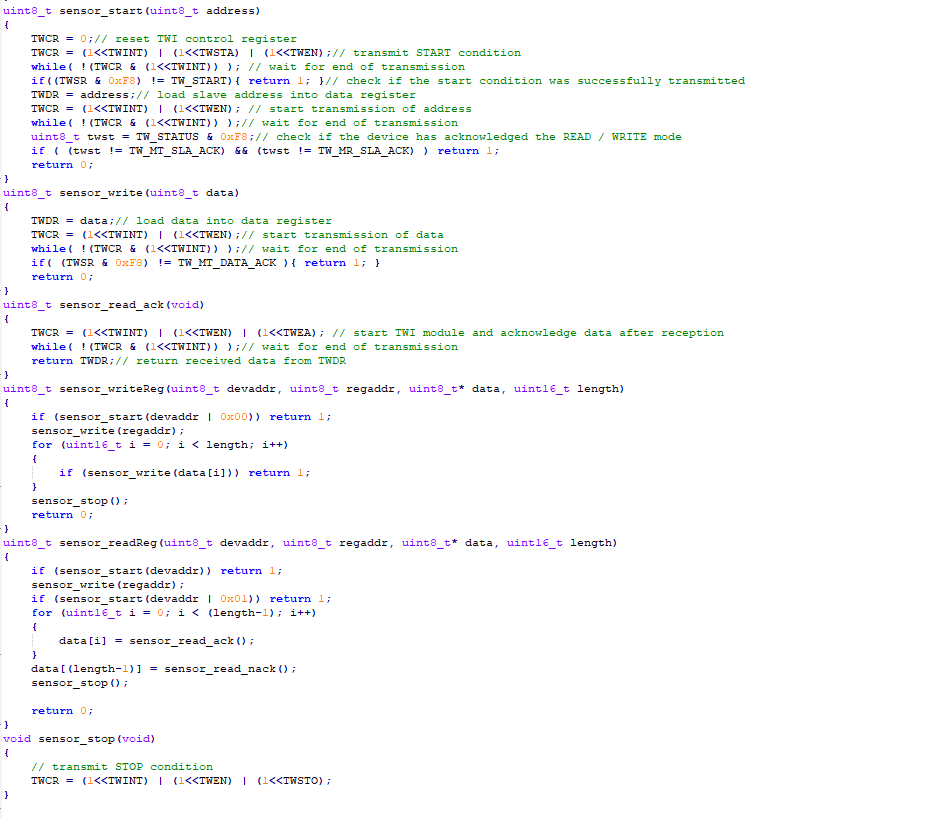 uint8_t sensor_start(uint8_t address)
{
    TWCR = 0;// reset TWI control register
    TWCR = (1<<TWINT) | (1<<TWSTA) | (1<<TWEN);// transmit START condition
    while( !(TWCR & (1<<TWINT)) ); // wait for end of transmission
    if((TWSR & 0xF8) != TW_START){ return 1; }// check if the start condition was successfully transmitted
    TWDR = address;// load slave address into data register
    TWCR = (1<<TWINT) | (1<<TWEN); // start transmission of address
    while( !(TWCR & (1<<TWINT)) );// wait for end of transmission
    uint8_t twst = TW_STATUS & 0xF8;// check if the device has acknowledged the READ / WRITE mode
    if ( (twst != TW_MT_SLA_ACK) && (twst != TW_MR_SLA_ACK) ) return 1;
    return 0;
}
uint8_t sensor_write(uint8_t data)
{
    TWDR = data;// load data into data register
    TWCR = (1<<TWINT) | (1<<TWEN);// start transmission of data
    while( !(TWCR & (1<<TWINT)) );// wait for end of transmission
    if( (TWSR & 0xF8) != TW_MT_DATA_ACK ){ return 1; }
    return 0;
}
uint8_t sensor_read_ack(void)
{
    TWCR = (1<<TWINT) | (1<<TWEN) | (1<<TWEA); // start TWI module and acknowledge data after reception
    while( !(TWCR & (1<<TWINT)) );// wait for end of transmission
    return TWDR;// return received data from TWDR
}
uint8_t sensor_writeReg(uint8_t devaddr, uint8_t regaddr, uint8_t* data, uint16_t length)
{
    if (sensor_start(devaddr | 0x00)) return 1;
    sensor_write(regaddr);
    for (uint16_t i = 0; i < length; i++)
    {
        if (sensor_write(data[i])) return 1;
    }
    sensor_stop();
    return 0;
}
uint8_t sensor_readReg(uint8_t devaddr, uint8_t regaddr, uint8_t* data, uint16_t length)
{
    if (sensor_start(devaddr)) return 1;
    sensor_write(regaddr);
    if (sensor_start(devaddr | 0x01)) return 1;
    for (uint16_t i = 0; i < (length-1); i++)
    {
        data[i] = sensor_read_ack();
    }
    data[(length-1)] = sensor_read_nack();
    sensor_stop();
    return 0;
}
void sensor_stop(void)
{
    // transmit STOP condition
    TWCR = (1<<TWINT) | (1<<TWEN) | (1<<TWSTO);
}